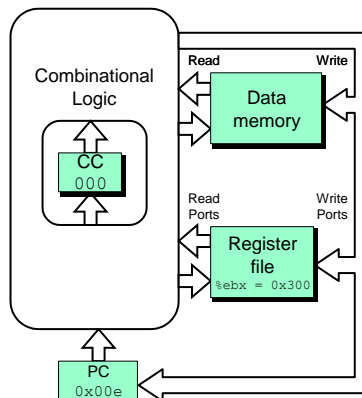 Combinational
Logic
CC
000
Read
Write
Data
memory
Read
Ports
Write
Ports
Register
file
%ebx = 0x300
PC
0x00e